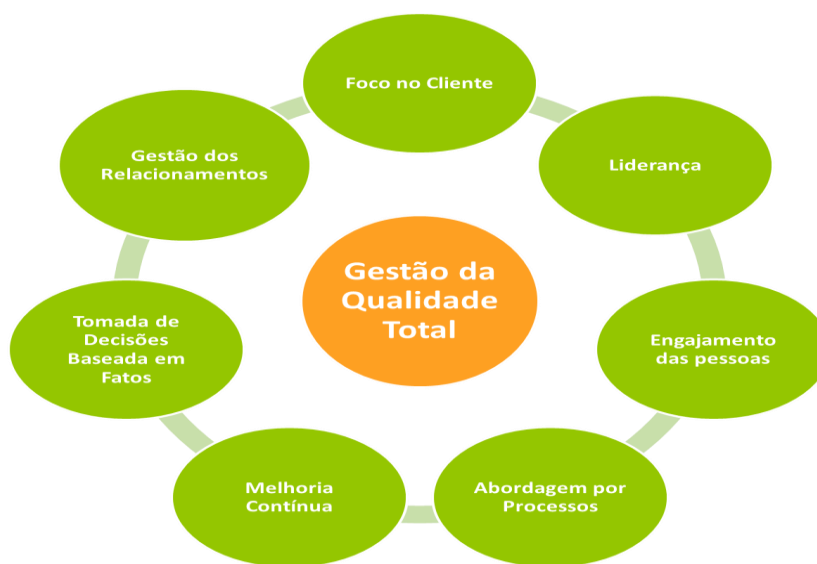 Foco no Cliente
Liderança
Engajamento
das pessoas
Abordagem por
Processos
Melhoria
Contínua
Tomada de
Decisões
Baseada em
Fatos
Gestão dos
Relacionamentos
Gestão da
Qualidade
Total